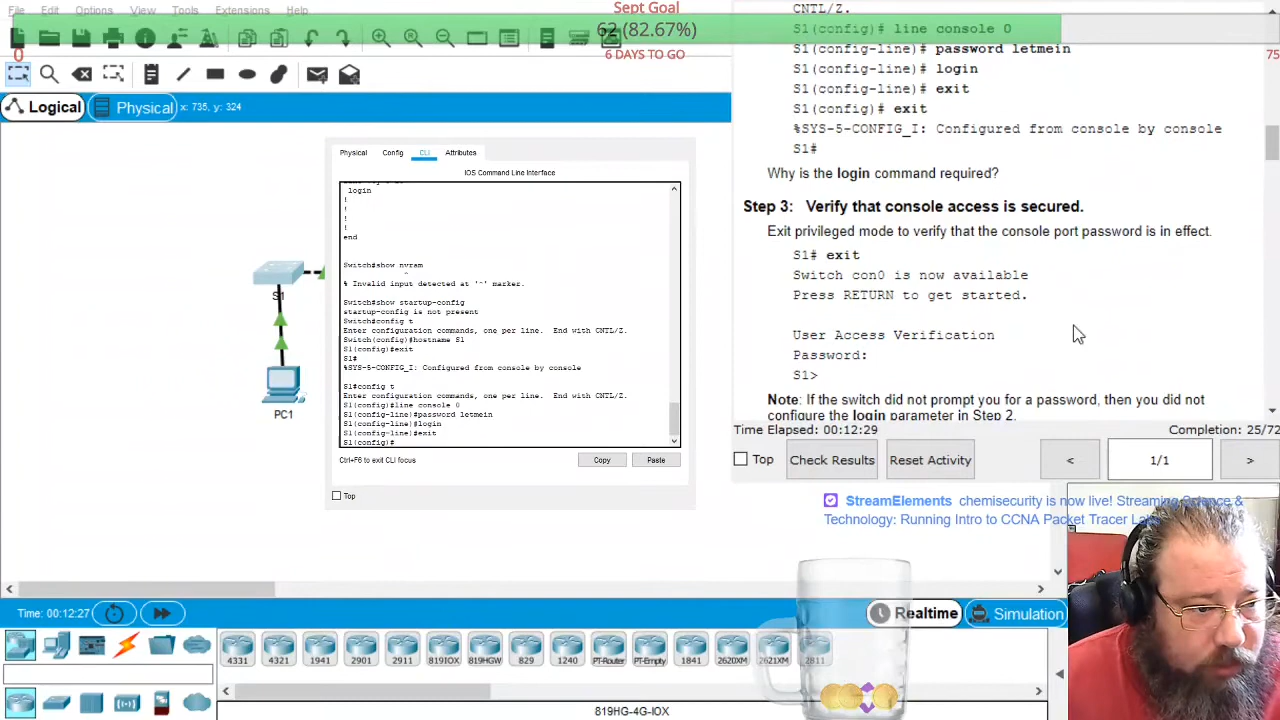 File Edit Options View Tools Extensions Help
Sept Goal
62 (82.67%)
0
6 DAYS TO GO
75
Logical
Physical
x: 735, y: 324
S1
PC1
Physical Config CLI Attributes
IOS Command Line Interface
login
!
!
!
!
end
Switch#show nvram
^
% Invalid input detected at '^' marker.
Switch#show startup-config
startup-config is not present
Switch#config t
Enter configuration commands, one per line. End with CNTL/Z.
Switch(config)#hostname S1
S1(config)#exit
S1#
%SYS-5-CONFIG_I: Configured from console by console
S1#config t
Enter configuration commands, one per line. End with CNTL/Z.
S1(config)#line console 0
S1(config-line)#password letmein
S1(config-line)#login
S1(config-line)#exit
S1(config)#
Ctrl+F6 to exit CLI focus
Copy
Paste
Top
CNTL/Z.
S1(config)# line console 0
S1(config-line)# password letmein
S1(config-line)# login
S1(config-line)# exit
S1(config)# exit
%SYS-5-CONFIG_I: Configured from console by console
S1#
Why is the login command required?
Step 3: Verify that console access is secured.
Exit privileged mode to verify that the console port password is in effect.
S1# exit
Switch con0 is now available
Press RETURN to get started.
User Access Verification
Password:
S1>
Note: If the switch did not prompt you for a password, then you did not
configure the login parameter in Step 2.
Time Elapsed: 00:12:29
Completion: 25/72
Top
Check Results
Reset Activity
<
1/1
>
StreamElements chemisecurity is now live! Streaming Science &
Technology: Running Intro to CCNA Packet Tracer Labs
Time: 00:12:27
Realtime
Simulation
4331 4321 1941 2901 2911 819IOX 819HGW 829 1240 PT-Router PT-Empty 1841 2620XM 2621XM 2811
819HG-4G-IOX